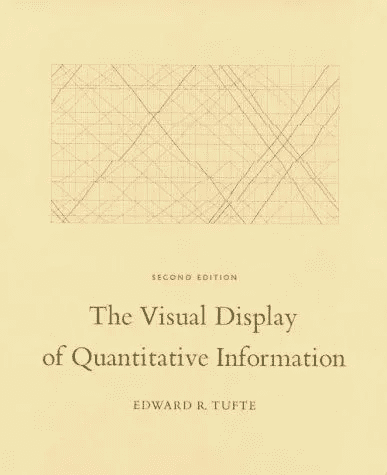 SECOND EDITION
The Visual Display
of Quantitative Information
EDWARD R. TUFTE